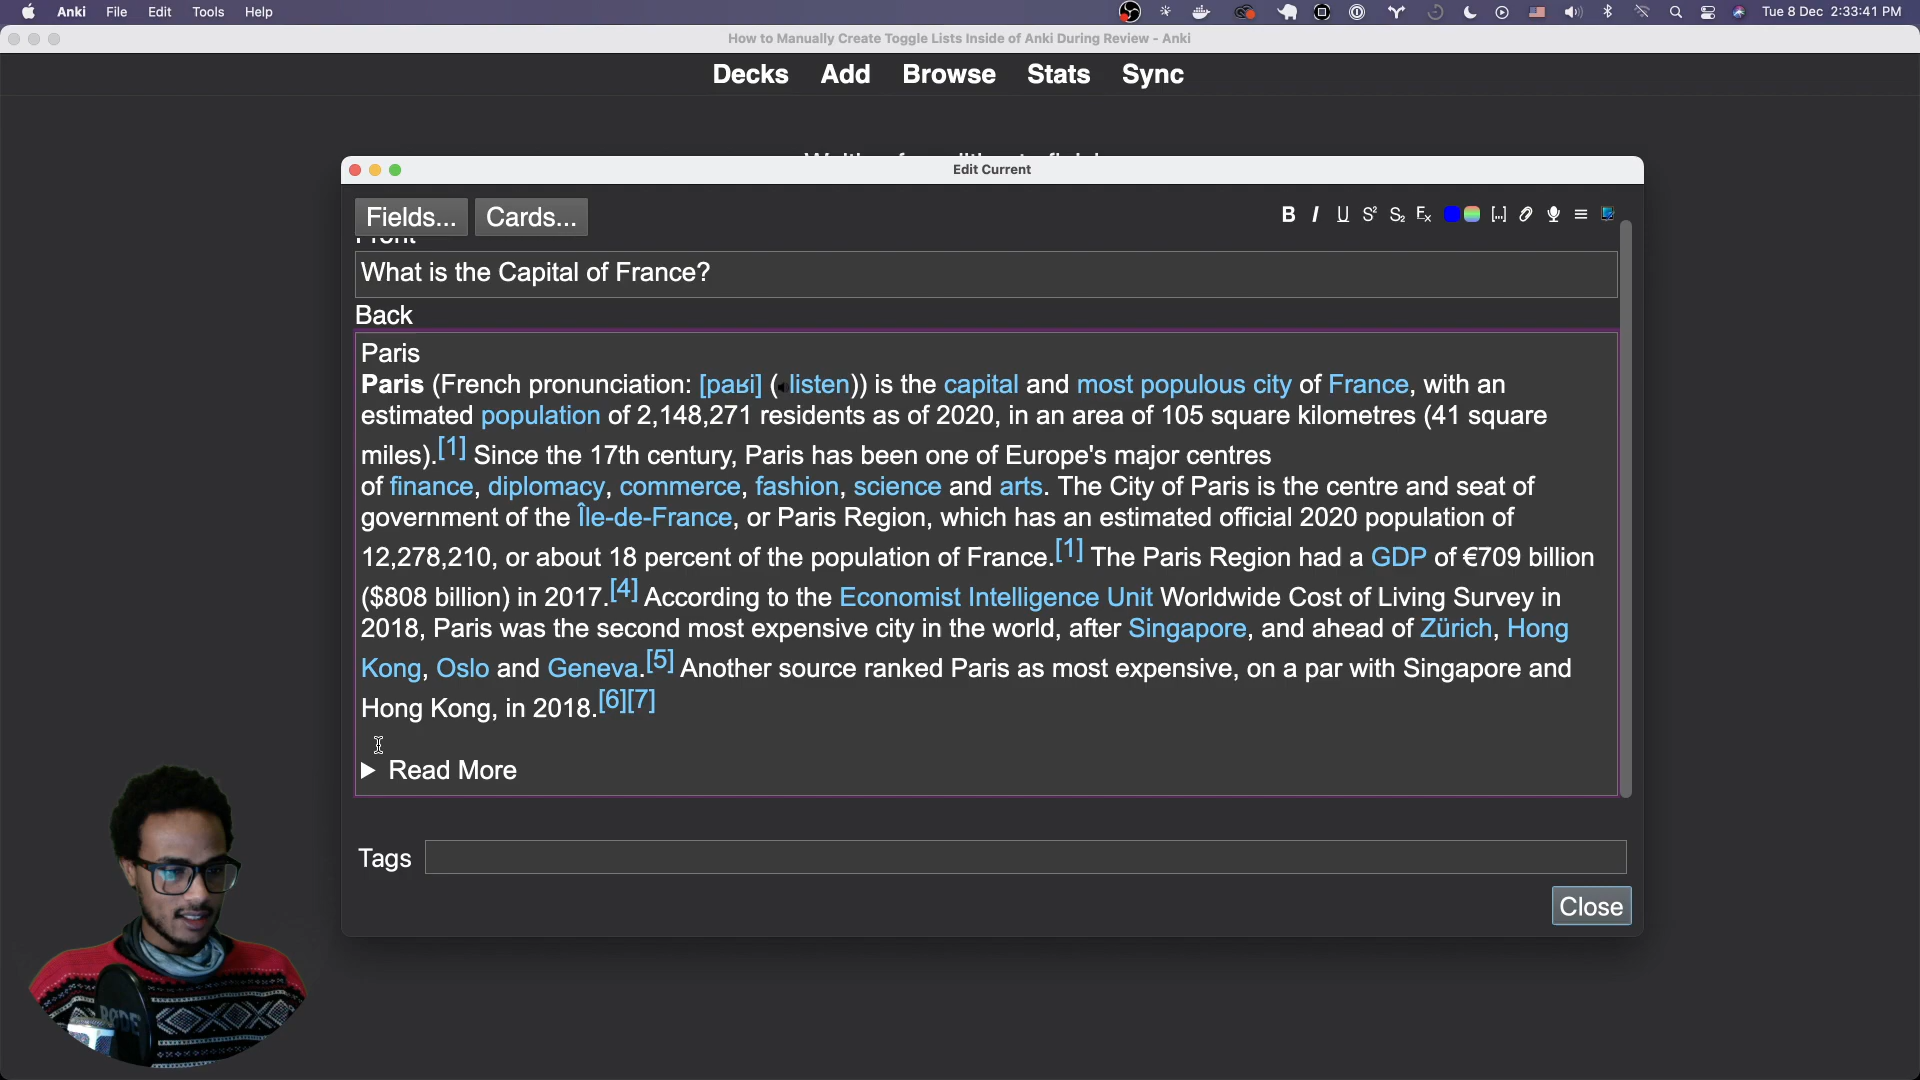 Anki File Edit Tools Help Tue 8 Dec 2:33:41 PM
How to Manually Create Toggle Lists Inside of Anki During Review - Anki
Decks Add Browse Stats Sync
Edit Current
Fields... Cards... B I U S² S₂ Ex [...]
Front
What is the Capital of France?
Back
Paris
Paris (French pronunciation: [paʁi] ( listen)) is the capital and most populous city of France, with an
estimated population of 2,148,271 residents as of 2020, in an area of 105 square kilometres (41 square
miles).[1] Since the 17th century, Paris has been one of Europe's major centres
of finance, diplomacy, commerce, fashion, science and arts. The City of Paris is the centre and seat of
government of the Île-de-France, or Paris Region, which has an estimated official 2020 population of
12,278,210, or about 18 percent of the population of France.[1] The Paris Region had a GDP of €709 billion
($808 billion) in 2017.[4] According to the Economist Intelligence Unit Worldwide Cost of Living Survey in
2018, Paris was the second most expensive city in the world, after Singapore, and ahead of Zürich, Hong
Kong, Oslo and Geneva.[5] Another source ranked Paris as most expensive, on a par with Singapore and
Hong Kong, in 2018.[6][7]
Read More
Tags
Close
RODE